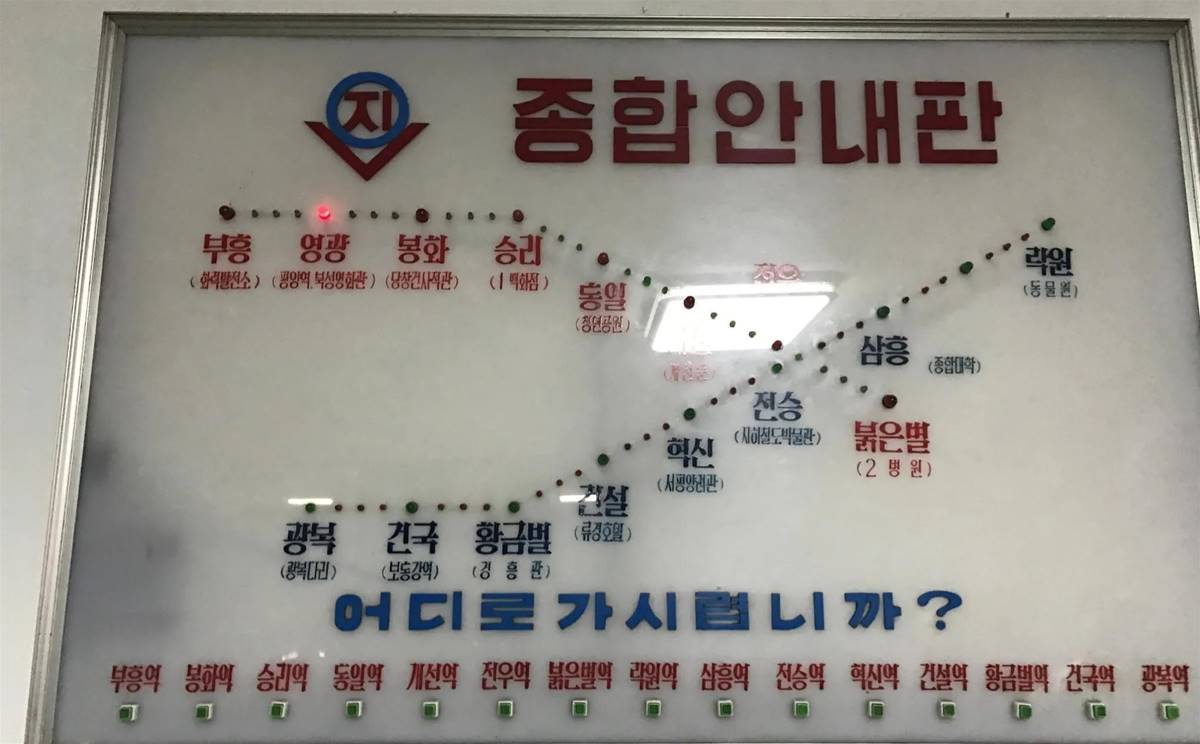 지 종합안내판
부흥 영광 봉화 승리
(화력발전소) (평양역, 북성영화관) (당창건사적관) (1백화점)
락원
(동물원)
동일
(청년공원)
삼흥 (종합대학)
전승
(지하철도박물관)
붉은별
(2병원)
혁신
(서평양려관)
건설
(류경호텔)
광복 건국 황금벌
(광복다리) (보통강역) (경흥관)
어디로가시렵니까?
부흥역 봉화역 승리역 동일역 개선역 전우역 붉은별역 락원역 삼흥역 전승역 혁신역 건설역 황금벌역 건국역 광복역